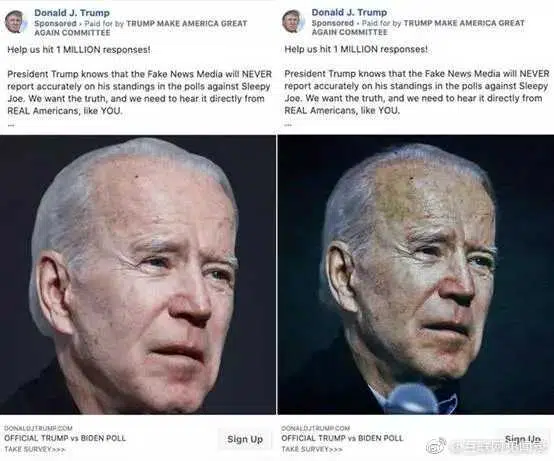 Donald J. Trump
Sponsored • Paid for by TRUMP MAKE AMERICA GREAT
AGAIN COMMITTEE
Help us hit 1 MILLION responses!
President Trump knows that the Fake News Media will NEVER
report accurately on his standings in the polls against Sleepy
Joe. We want the truth, and we need to hear it directly from
REAL Americans, like YOU.
...
DONALDJTRUMP.COM
OFFICIAL TRUMP vs BIDEN POLL
TAKE SURVEY>>>
Sign Up
Donald J. Trump
Sponsored • Paid for by TRUMP MAKE AMERICA GREAT
AGAIN COMMITTEE
Help us hit 1 MILLION responses!
President Trump knows that the Fake News Media will NEVER
report accurately on his standings in the polls against Sleepy
Joe. We want the truth, and we need to hear it directly from
REAL Americans, like YOU.
...
DONALDJTRUMP.COM
OFFICIAL TRUMP vs BIDEN POLL
TAKE SURVEY>>>
Sign Up